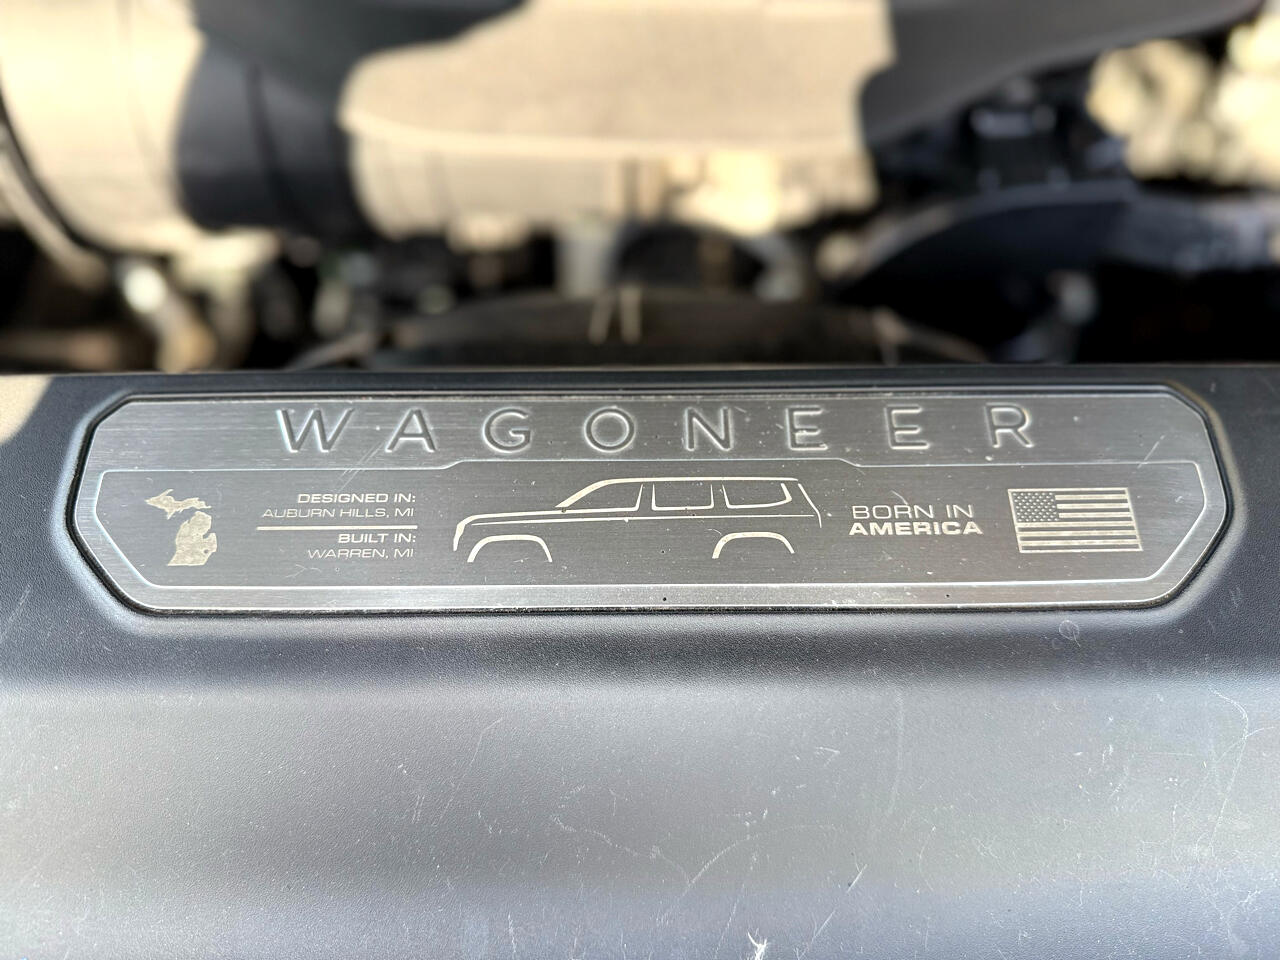 WAGONEER
DESIGNED IN:
AUBURN HILLS, MI
BUILT IN:
WARREN, MI
BORN IN
AMERICA